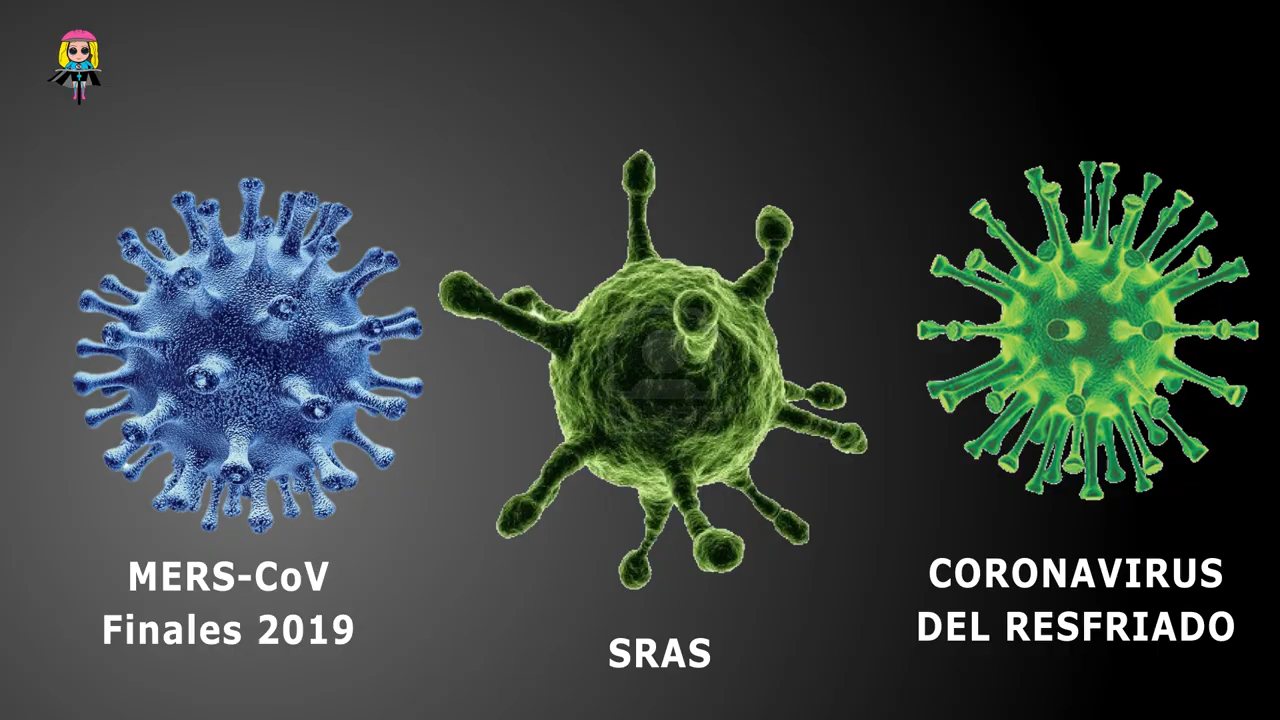 MERS-CoV
Finales 2019
SRAS
CORONAVIRUS
DEL RESFRIADO